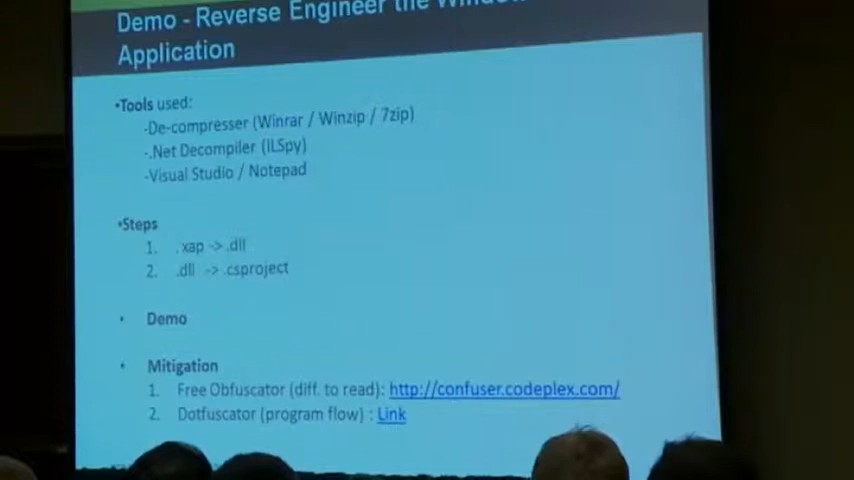 Demo - Reverse Engineer the
Application
•Tools used:
-De-compresser (Winrar / Winzip / 7zip)
-.Net Decompiler (ILSpy)
-Visual Studio / Notepad
•Steps
1. .xap -> .dll
2. .dll -> .csproject
• Demo
• Mitigation
1. Free Obfuscator (diff. to read): http://confuser.codeplex.com/
2. Dotfuscator (program flow) : Link